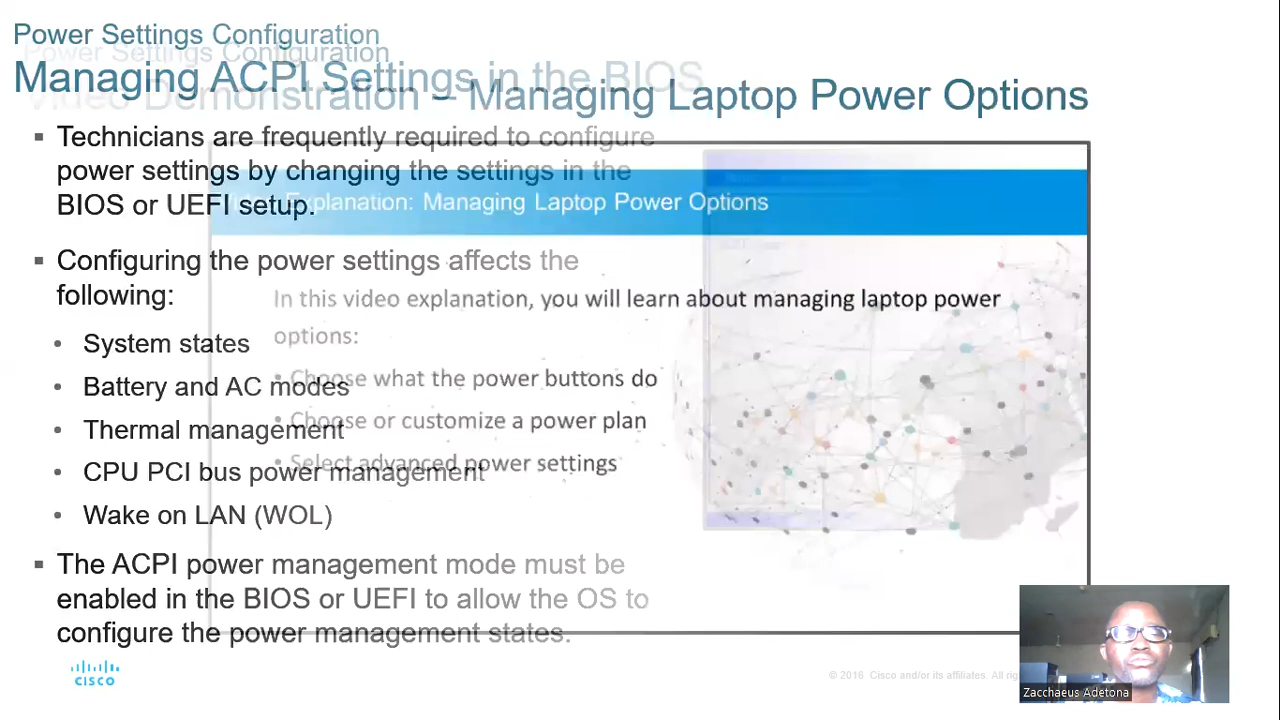 Power Settings Configuration
Power Settings Configuration
Managing ACPI Settings in the BIOS
Video Demonstration – Managing Laptop Power Options
▪ Technicians are frequently required to configure
power settings by changing the settings in the
BIOS or UEFI setup.
Explanation: Managing Laptop Power Options
▪ Configuring the power settings affects the
following:
In this video explanation, you will learn about managing laptop power
options:
• System states
• Battery and AC modes
• Thermal management
• CPU PCI bus power management
• Wake on LAN (WOL)
• Choose what the power buttons do
• Choose or customize a power plan
• Select advanced power settings
▪ The ACPI power management mode must be
enabled in the BIOS or UEFI to allow the OS to
configure the power management states.
CISCO
© 2016 Cisco and/or its affiliates. All
Zacchaeus Adetona